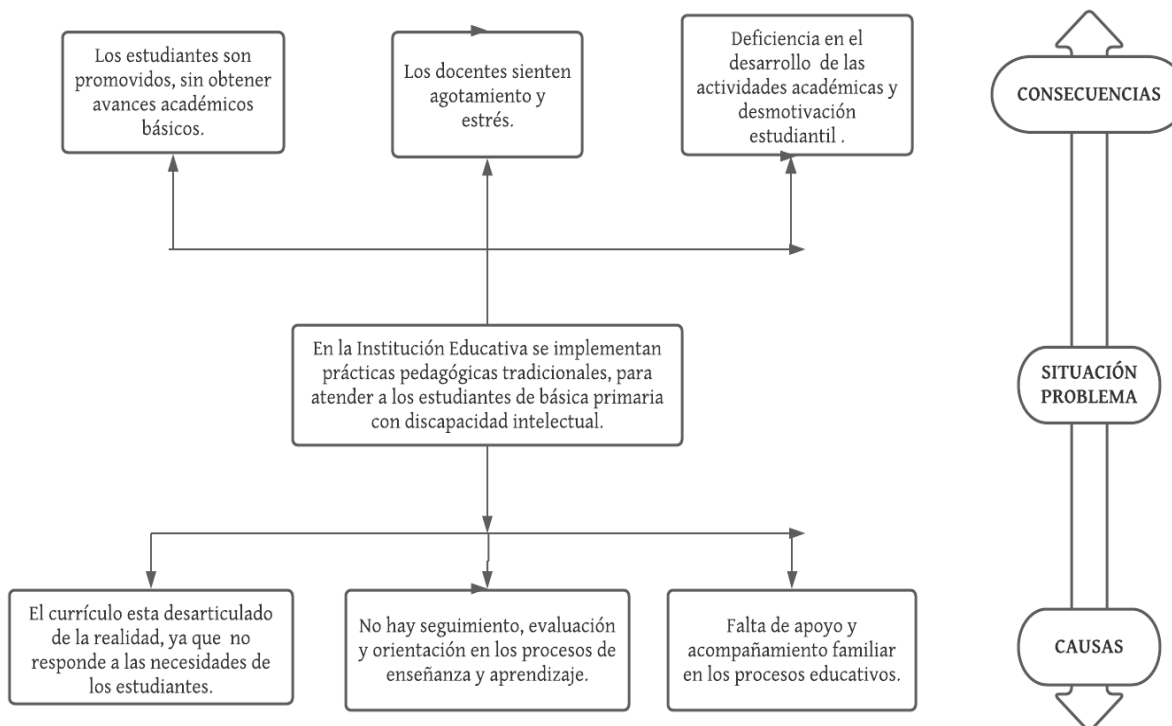 Los estudiantes son
promovidos, sin obtener
avances académicos
básicos.
Los docentes sienten
agotamiento y
estrés.
Deficiencia en el
desarrollo de las
actividades académicas y
desmotivación
estudiantil .
CONSECUENCIAS
En la Institución Educativa se implementan
prácticas pedagógicas tradicionales, para
atender a los estudiantes de básica primaria
con discapacidad intelectual.
SITUACIÓN
PROBLEMA
El currículo esta desarticulado
de la realidad, ya que no
responde a las necesidades de
los estudiantes.
No hay seguimiento, evaluación
y orientación en los procesos de
enseñanza y aprendizaje.
Falta de apoyo y
acompañamiento familiar
en los procesos educativos.
CAUSAS